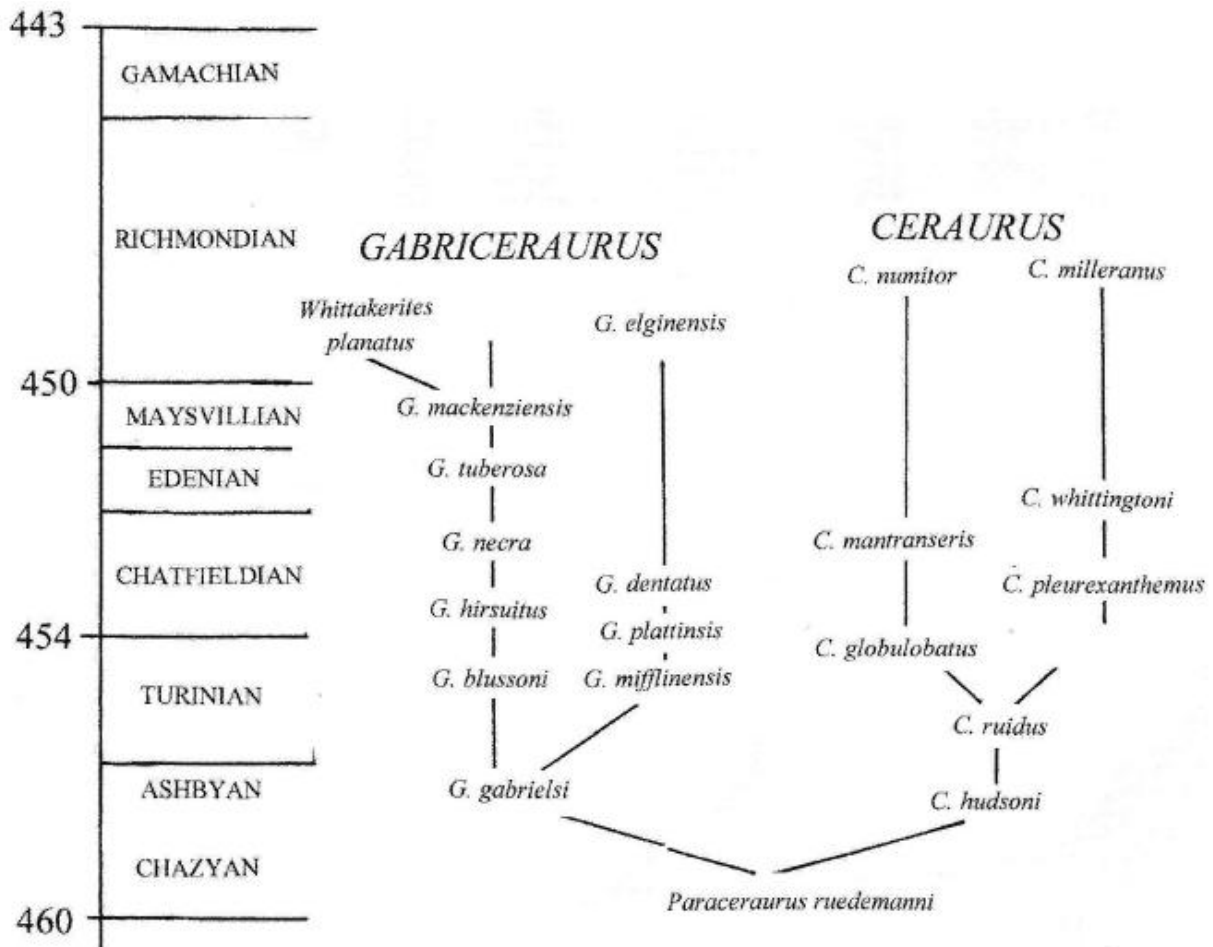 443
GAMACHIAN
RICHMONDIAN
GABRICERAURUS
CERAURUS
C. numitor
C. milleranus
Whittakerites
planatus
G. elginensis
450
MAYSVILLIAN
G. mackenziensis
EDENIAN
G. tuberosa
C. whittingtoni
G. necra
C. mantranseris
CHATFIELDIAN
G. dentatus
C. pleurexanthemus
G. hirsuitus
454
G. plattinsis
C. globulobatus
TURINIAN
G. blussoni
G. mifflinensis
C. ruidus
ASHBYAN
G. gabrielsi
C. hudsoni
CHAZYAN
Paraceraurus ruedemanni
460